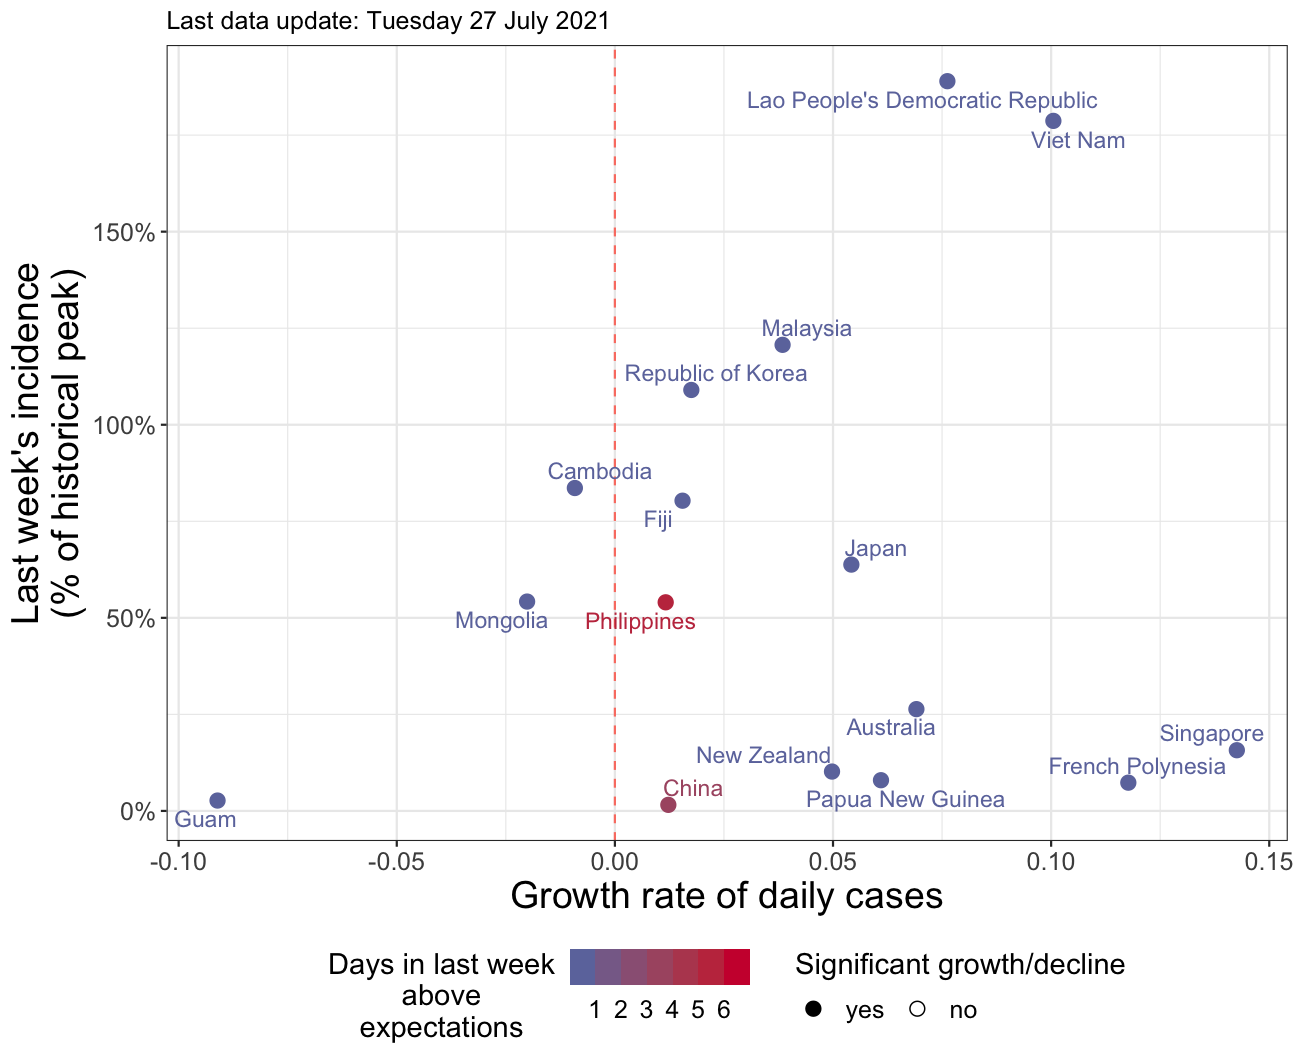 Last data update: Tuesday 27 July 2021
Lao People's Democratic Republic
Viet Nam
150%
Malaysia
Republic of Korea
100%
Cambodia
Fiji
Japan
Mongolia
Philippines
50%
Australia
Singapore
New Zealand
French Polynesia
China
Papua New Guinea
0%
Guam
Last week's incidence
(% of historical peak)
-0.10 -0.05 0.00 0.05 0.10 0.15
Growth rate of daily cases
Days in last week
above
expectations
1 2 3 4 5 6
Significant growth/decline
yes no